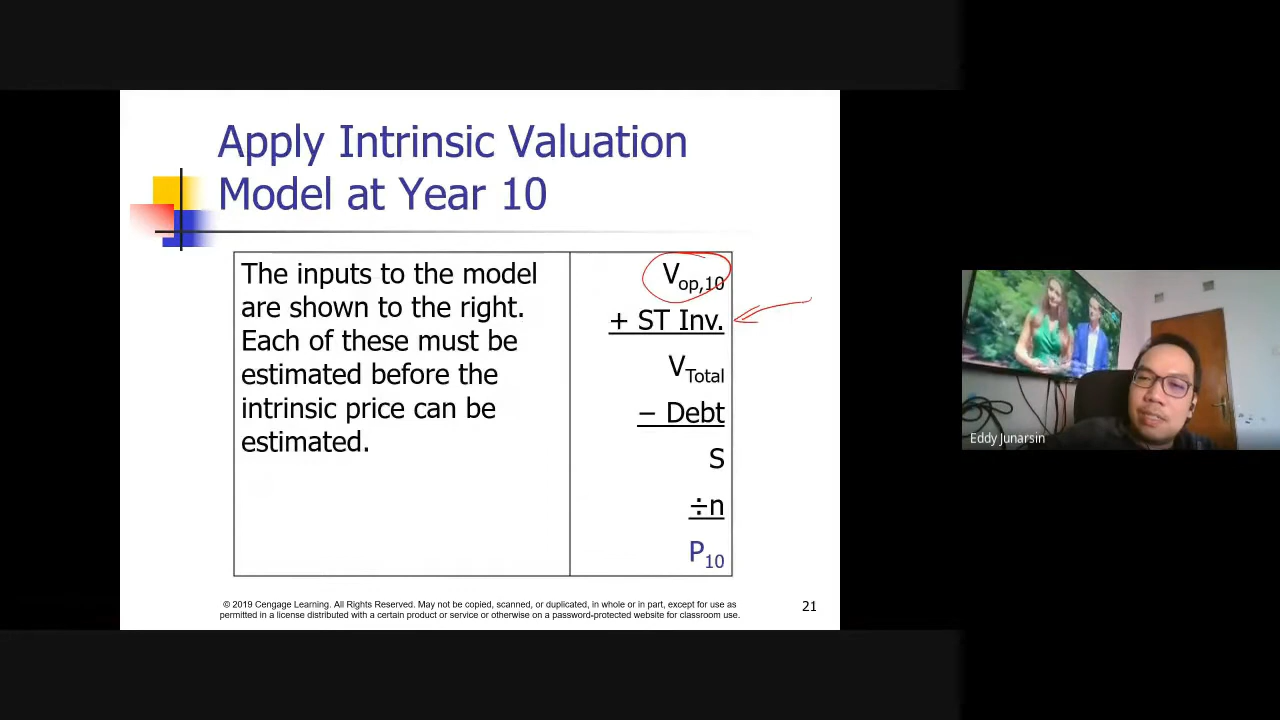 Apply Intrinsic Valuation
Model at Year 10
The inputs to the model
are shown to the right.
Each of these must be
estimated before the
intrinsic price can be
estimated.
Vop,10
+ ST Inv.
VTotal
− Debt
S
÷n
P10
© 2019 Cengage Learning. All Rights Reserved. May not be copied, scanned, or duplicated, in whole or in part, except for use as
permitted in a license distributed with a certain product or service or otherwise on a password-protected website for classroom use.
21
Eddy Junarsin